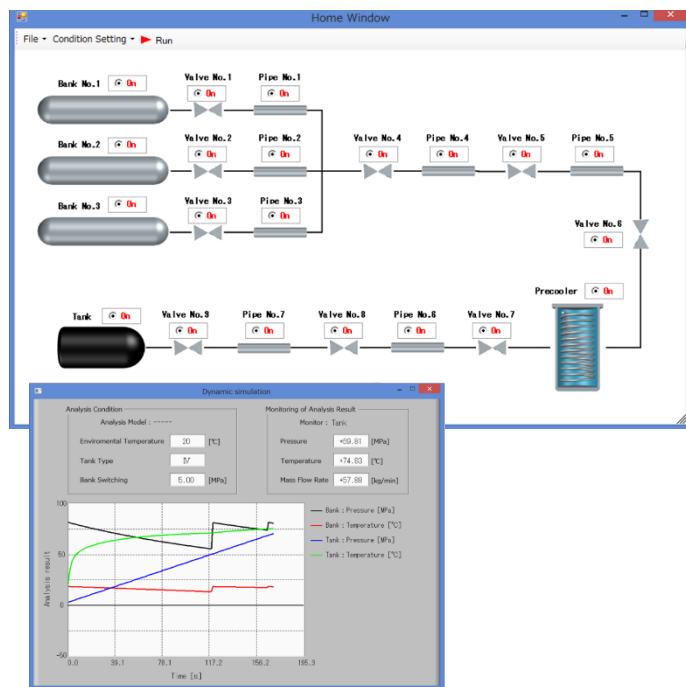 Home Window
File Condition Setting Run
Bank No.1 On Valve No.1 On Pipe No.1 On
Bank No.2 On Valve No.2 On Pipe No.2 On Valve No.4 On Pipe No.4 On Valve No.5 On Pipe No.5 On
Bank No.3 On Valve No.3 On Pipe No.3 On
Valve No.6 On
Precooler On
Tank On Valve No.9 On Pipe No.7 On Valve No.8 On Pipe No.6 On Valve No.7 On
Dynamic simulation
Analysis Condition
Analysis Model : -----
Enviromental Temperature 20 [℃]
Tank Type Ⅳ
Bank Switching 5.00 [MPa]
Monitoring of Analysis Result
Monitor : Tank
Pressure +69.81 [MPa]
Temperature +74.83 [℃]
Mass Flow Rate +57.88 [kg/min]
100
50
0
-50
Analysis result
0.0 39.1 78.1 117.2 156.2 195.3
Time [s]
Bank : Pressure [MPa]
Bank : Temperature [℃]
Tank : Pressure [MPa]
Tank : Temperature [℃]